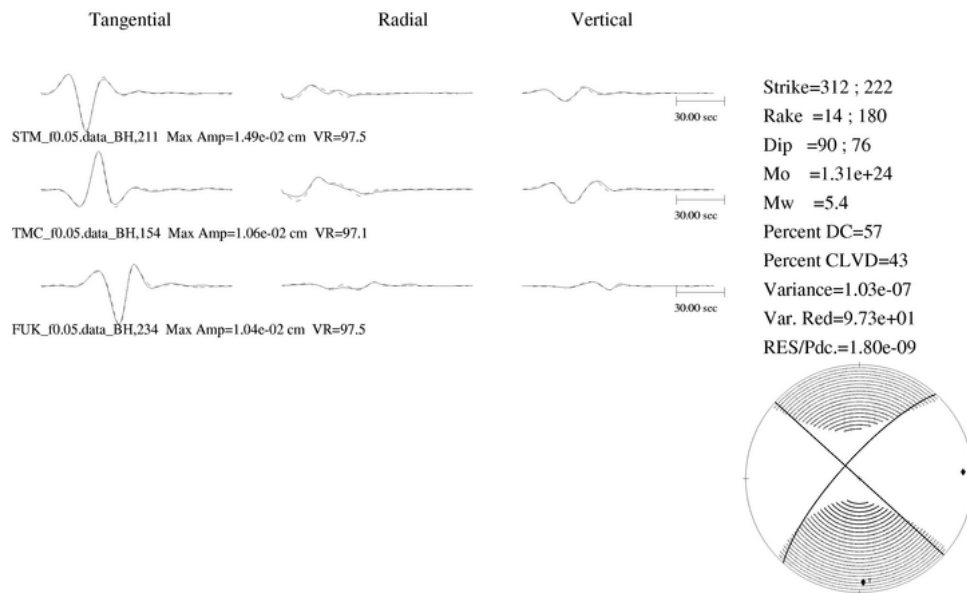 Tangential Radial Vertical
30.00 sec
STM_f0.05.data_BH,211 Max Amp=1.49e-02 cm VR=97.5
30.00 sec
TMC_f0.05.data_BH,154 Max Amp=1.06e-02 cm VR=97.1
30.00 sec
FUK_f0.05.data_BH,234 Max Amp=1.04e-02 cm VR=97.5
Strike=312 ; 222
Rake =14 ; 180
Dip =90 ; 76
Mo =1.31e+24
Mw =5.4
Percent DC=57
Percent CLVD=43
Variance=1.03e-07
Var. Red=9.73e+01
RES/Pdc.=1.80e-09